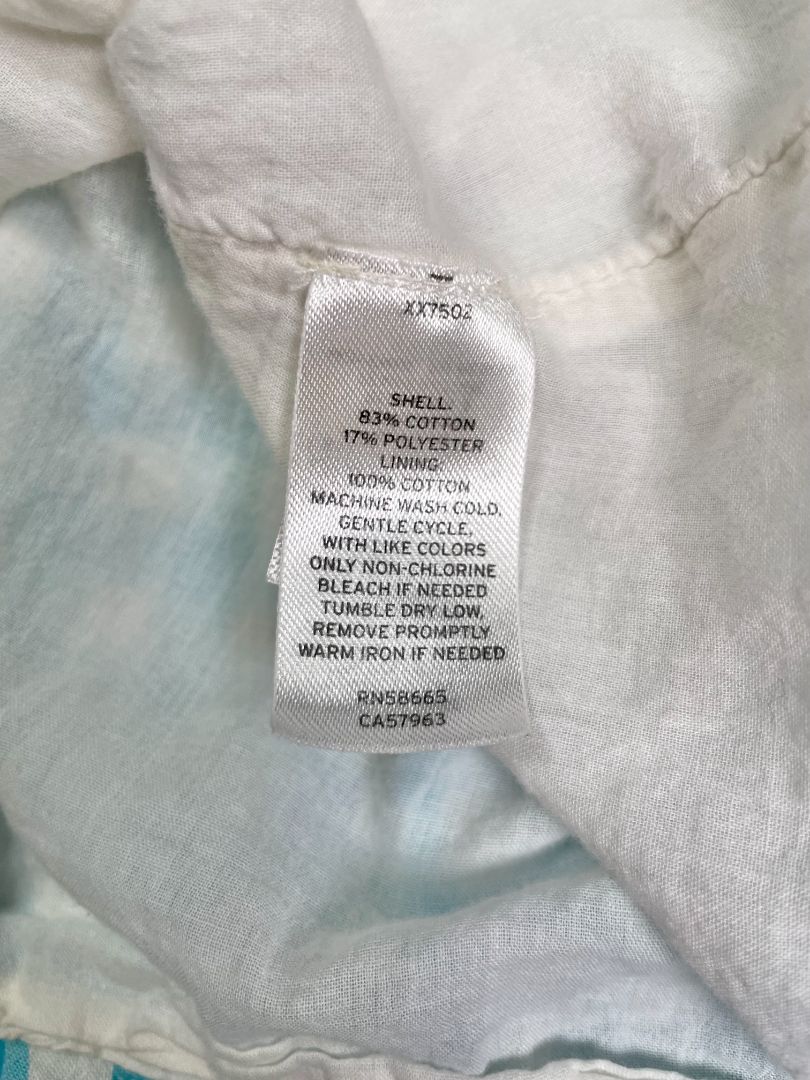 XX7502
SHELL:
83% COTTON
17% POLYESTER
LINING:
100% COTTON
MACHINE WASH COLD,
GENTLE CYCLE,
WITH LIKE COLORS
ONLY NON-CHLORINE
BLEACH IF NEEDED
TUMBLE DRY LOW,
REMOVE PROMPTLY
WARM IRON IF NEEDED
RN58665
CA57963